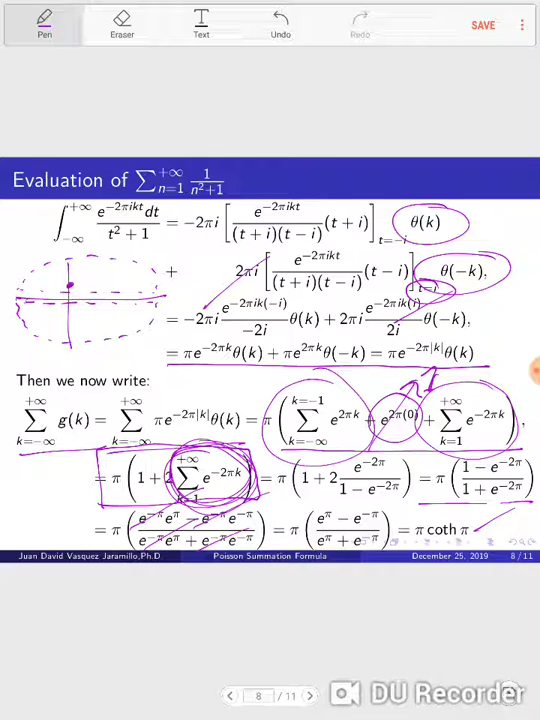 Pen Eraser Text Undo Redo SAVE
Evaluation of ∑_{n=1}^{+∞} 1/(n²+1)
∫_{-∞}^{+∞} e^{-2πikt}dt/(t²+1) = -2πi [ e^{-2πikt}/((t+i)(t-i)) (t+i) ]_{t=-i} θ(k)
+ 2πi [ e^{-2πikt}/((t+i)(t-i)) (t-i) ]_{t=i} θ(-k),
= -2πi e^{-2πik(-i)}/(-2i) θ(k) + 2πi e^{-2πik(i)}/(2i) θ(-k),
= πe^{-2πk}θ(k) + πe^{2πk}θ(-k) = πe^{-2π|k|}θ(k)
Then we now write:
∑_{k=-∞}^{+∞} g(k) = ∑_{k=-∞}^{+∞} πe^{-2π|k|}θ(k) = π ( ∑_{k=-∞}^{k=-1} e^{2πk} + e^{2π(0)} + ∑_{k=1}^{+∞} e^{-2πk} ),
1
= π ( 1 + 2 ∑_{k=1}^{+∞} e^{-2πk} ) = π ( 1 + 2 e^{-2π}/(1 - e^{-2π}) ) = π ( (1 - e^{-2π})/(1 + e^{-2π}) )
= π ( (e^{-π}e^{π} - e^{-π}e^{-π})/(e^{-π}e^{π} + e^{-π}e^{-π}) ) = π ( (e^{π} - e^{-π})/(e^{π} + e^{-π}) ) = π coth π
Juan David Vasquez Jaramillo,Ph.D. Poisson Summation Formula December 25, 2019 8/11
8 / 11
DU Recorder